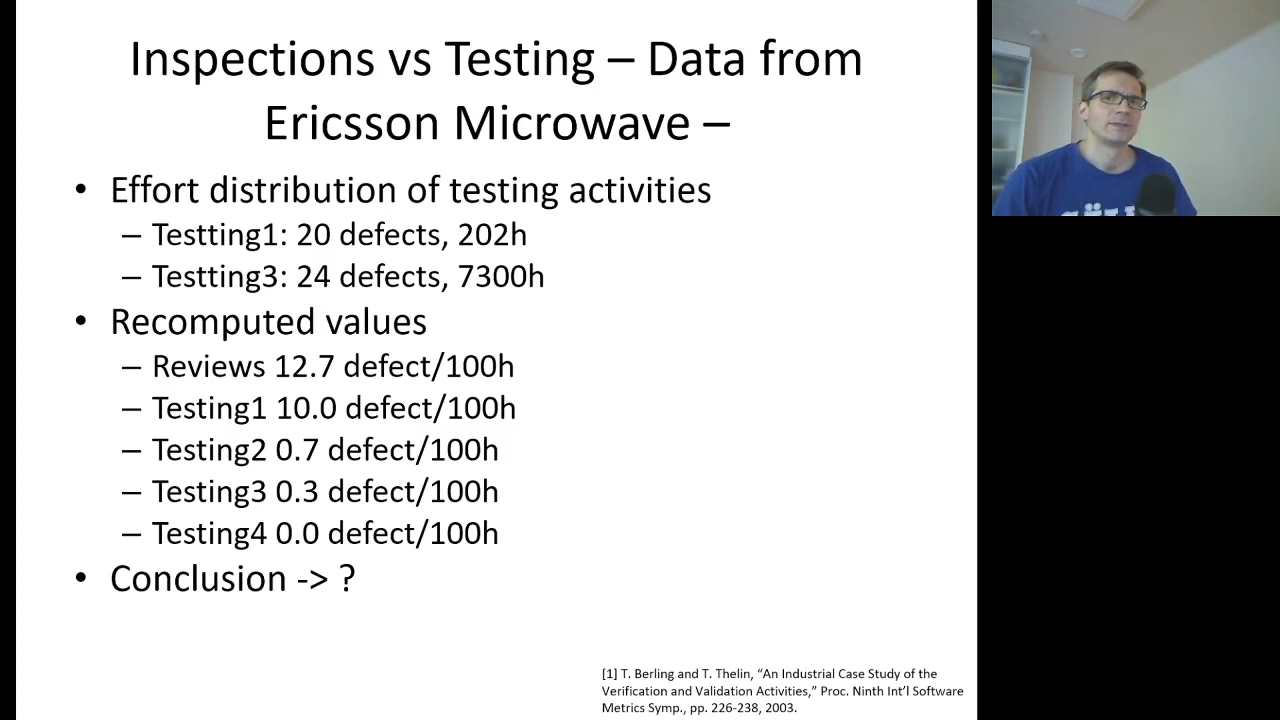 Inspections vs Testing – Data from
Ericsson Microwave –
• Effort distribution of testing activities
– Testting1: 20 defects, 202h
– Testting3: 24 defects, 7300h
• Recomputed values
– Reviews 12.7 defect/100h
– Testing1 10.0 defect/100h
– Testing2 0.7 defect/100h
– Testing3 0.3 defect/100h
– Testing4 0.0 defect/100h
• Conclusion -> ?
[1] T. Berling and T. Thelin, “An Industrial Case Study of the
Verification and Validation Activities,” Proc. Ninth Int’l Software
Metrics Symp., pp. 226-238, 2003.